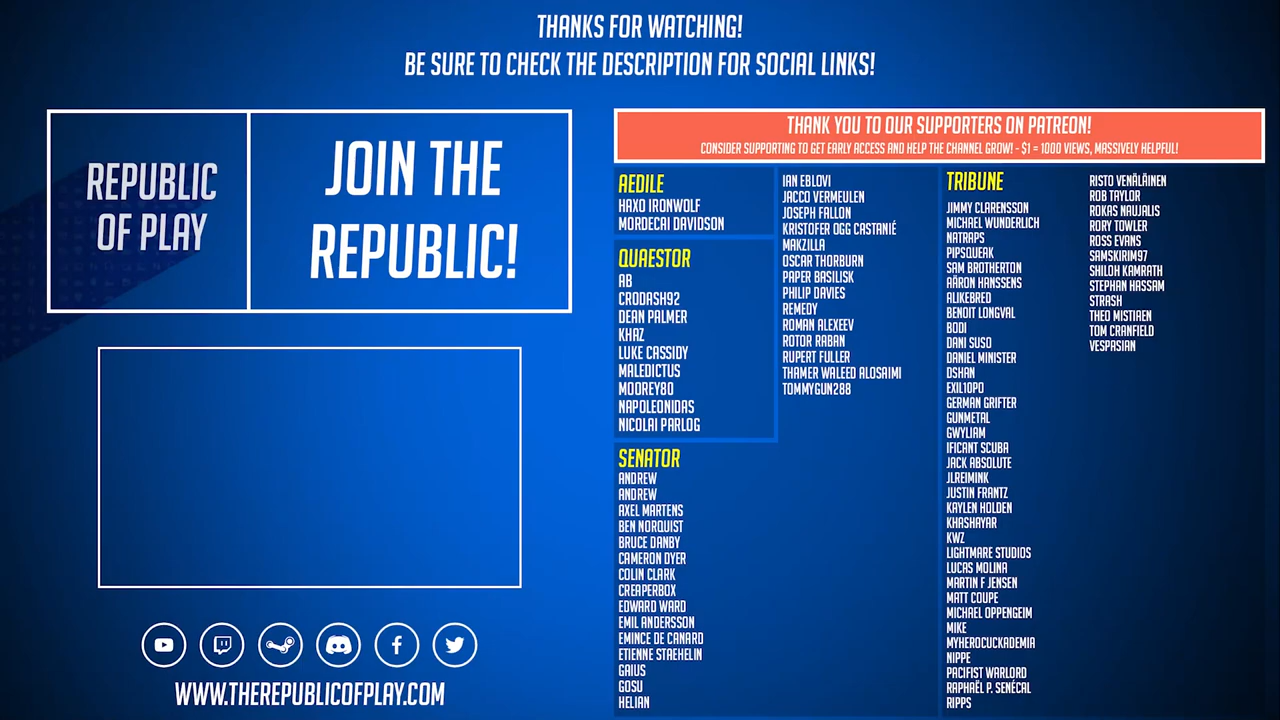 THANKS FOR WATCHING!
BE SURE TO CHECK THE DESCRIPTION FOR SOCIAL LINKS!
REPUBLIC
OF PLAY
JOIN THE
REPUBLIC!
WWW.THEREPUBLICOFPLAY.COM
THANK YOU TO OUR SUPPORTERS ON PATREON!
CONSIDER SUPPORTING TO GET EARLY ACCESS AND HELP THE CHANNEL GROW! - $1 = 1000 VIEWS, MASSIVELY HELPFUL!
AEDILE
HAXO IRONWOLF
MORDECAI DAVIDSON
QUAESTOR
AB
CRODASH92
DEAN PALMER
KHAZ
LUKE CASSIDY
MALEDICTUS
MOOREY80
NAPOLEONIDAS
NICOLAI PARLOG
SENATOR
ANDREW
ANDREW
AXEL MARTENS
BEN NORQUIST
BRUCE DANBY
CAMERON DYER
COLIN CLARK
CREAPERBOX
EDWARD WARD
EMIL ANDERSSON
EMINCE DE CANARD
ETIENNE STAEHELIN
GAIUS
GOSU
HELIAN
IAN EBLOVI
JACCO VERMEULEN
JOSEPH FALLON
KRISTOFER OGG CASTANIÉ
MAKZILLA
OSCAR THORBURN
PAPER BASILISK
PHILIP DAVIES
REMEDY
ROMAN ALEXEEV
ROTOR RABAN
RUPERT FULLER
THAMER WALEED ALOSAIMI
TOMMYGUN288
TRIBUNE
JIMMY CLARENSSON
MICHAEL WUNDERLICH
NATRAPS
PIPSQUEAK
SAM BROTHERTON
AÄRON HANSSENS
ALIKEBRED
BENOIT LONGVAL
BODI
DANI SUSO
DANIEL MINISTER
DSHAN
EXIL10PO
GERMAN GRIFTER
GUNMETAL
GWYLIAM
IFICANT SCUBA
JACK ABSOLUTE
JLREIMINK
JUSTIN FRANTZ
KAYLEN HOLDEN
KHASHAYAR
KWZ
LIGHTMARE STUDIOS
LUCAS MOLINA
MARTIN F JENSEN
MATT COUPE
MICHAEL OPPENGEIM
MIKE
MYHEROCUCKADEMIA
NIPPE
PACIFIST WARLORD
RAPHAËL P. SENÉCAL
RIPPS
RISTO VENÄLÄINEN
ROB TAYLOR
ROKAS NAUJALIS
RORY TOWLER
ROSS EVANS
SAMSKIRIM97
SHILOH KAMRATH
STEPHAN HASSAM
STRASH
THEO MISTIAEN
TOM CRANFIELD
VESPASIAN